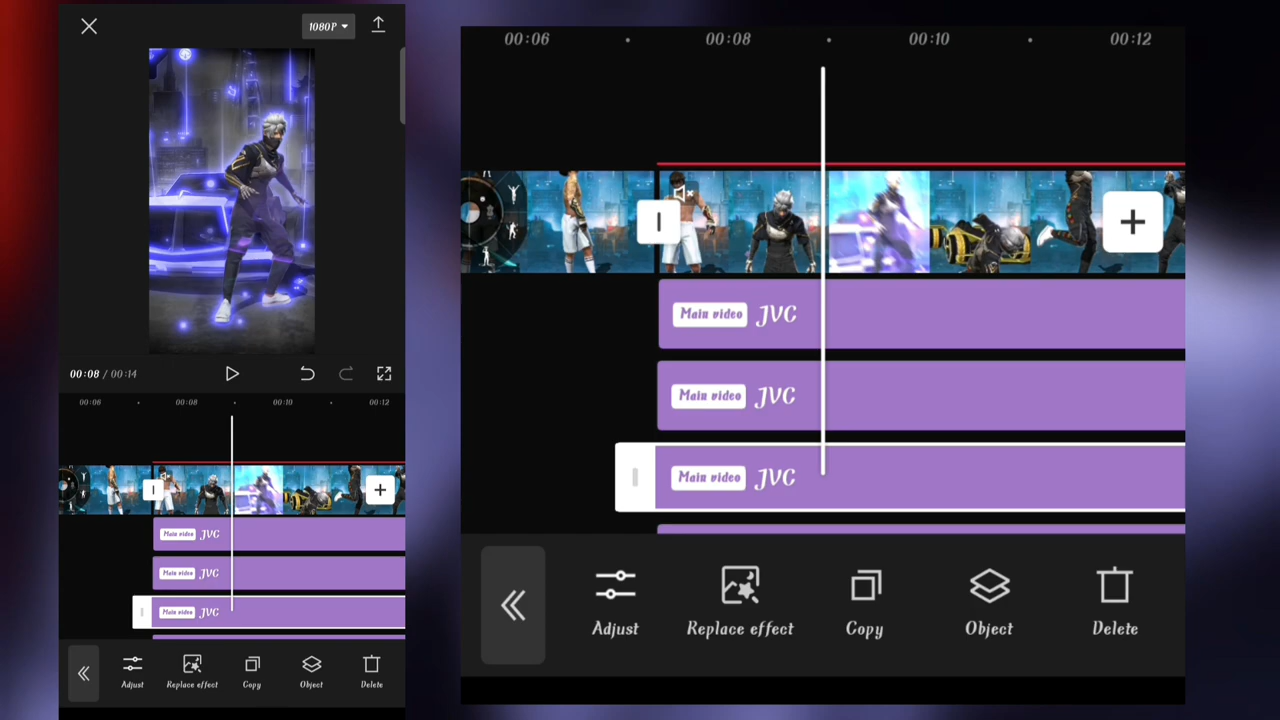 1080P
00:08 / 00:14
00:06 00:08 00:10 00:12
Main video JVC
Main video JVC
Main video JVC
Adjust Replace effect Copy Object Delete
00:06 00:08 00:10 00:12
Main video JVC
Main video JVC
Main video JVC
Adjust Replace effect Copy Object Delete